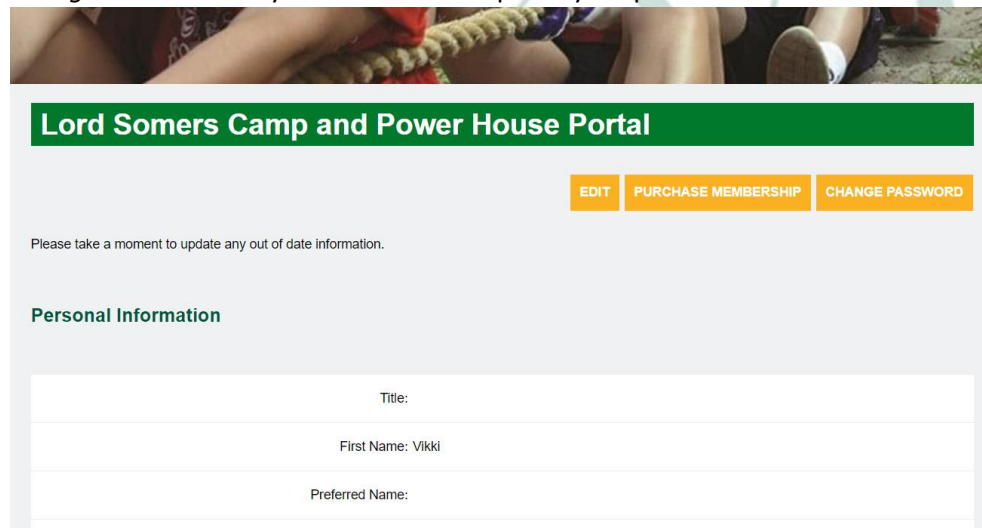 Lord Somers Camp and Power House Portal
EDIT PURCHASE MEMBERSHIP CHANGE PASSWORD
Please take a moment to update any out of date information.
Personal Information
Title:
First Name: Vikki
Preferred Name: